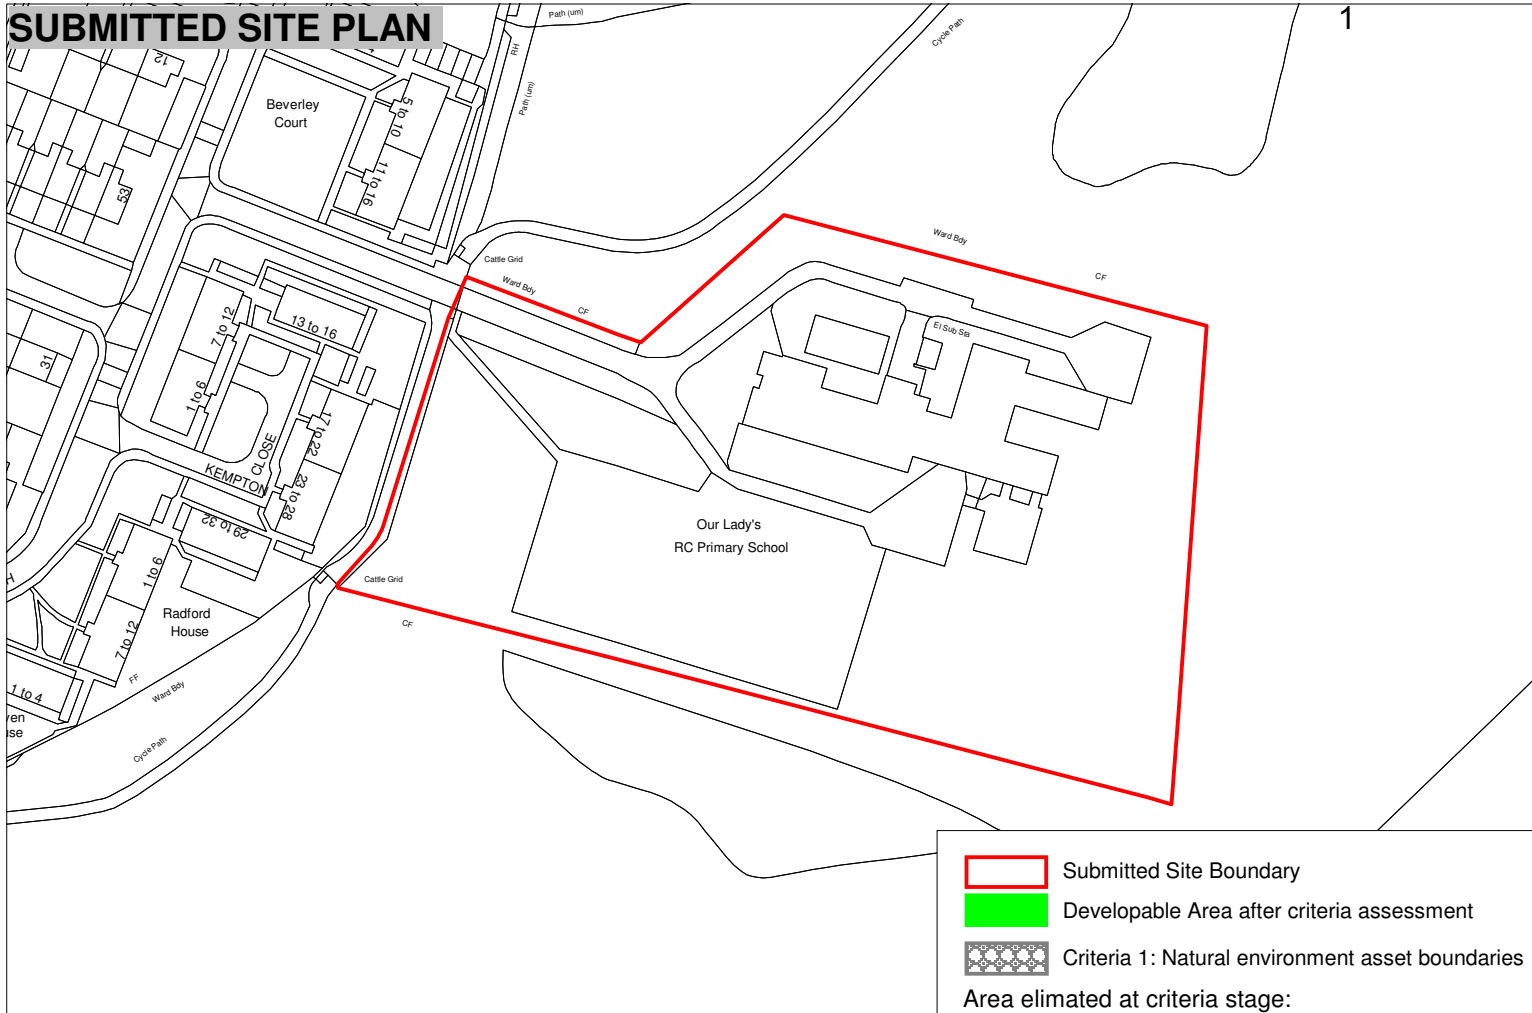 SUBMITTED SITE PLAN
1
Path (um)
Cycle Path
RH
Path (um)
12
Beverley
Court
5 to 10
11 to 16
53
Cattle Grid
Ward Bdy
CF
Ward Bdy
CF
El Sub Sta
7 to 12
13 to 16
31
1 to 6
17 to 22
CLOSE
KEMPTON
23 to 28
29 to 32
Our Lady's
RC Primary School
1 to 6
Cattle Grid
CF
Radford
House
7 to 12
FF
Ward Bdy
1 to 4
ven
use
Cycle Path
Submitted Site Boundary
Developable Area after criteria assessment
Criteria 1: Natural environment asset boundaries
Area elimated at criteria stage: